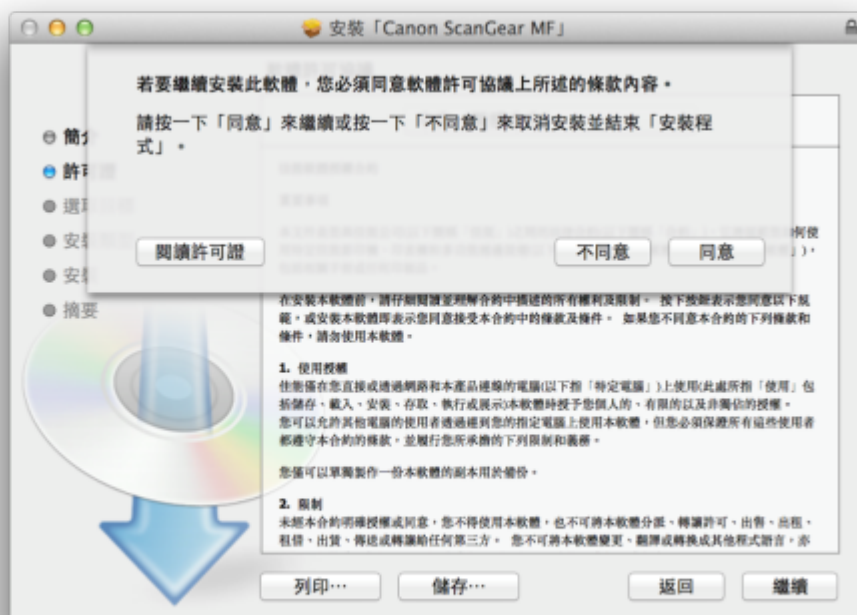 安裝「Canon ScanGear MF」
若要繼續安裝此軟體，您必須同意軟體許可協議上所述的條款內容。
請按一下「同意」來繼續或按一下「不同意」來取消安裝並結束「安裝程
式」。
閱讀許可證
不同意
同意
簡介
許可證
選取
安裝
安裝
摘要
何使
」)，
在安裝本軟體前，請仔細閱讀並理解合約中描述的所有權利及限制。 按下按鈕表示您同意以下規
範，或安裝本軟體即表示您同意接受本合約中的條款及條件。 如果您不同意本合約的下列條款和
條件，請勿使用本軟體。
1. 使用授權
佳能僅在您直接或透過網路和本產品連線的電腦(以下指「特定電腦」)上使用(此處所指「使用」包
括儲存、載入、安裝、存取、執行或展示)本軟體時授予您個人的、有限的以及非獨佔的授權。
您可以允許其他電腦的使用者透過連到您的指定電腦上使用本軟體，但您必須保證所有這些使用者
都遵守本合約的條款，並履行您所承擔的下列限制和義務。
您僅可以單獨製作一份本軟體的副本用於備份。
2. 限制
未經本合約的明確授權或同意，您不得使用本軟體，也不可將本軟體分派、轉讓許可、出售、出租、
租借、出貸、傳送或轉讓給任何第三方。 您不可將本軟體變更、翻譯或轉換成其他程式語言，亦
列印…
儲存…
返回
繼續